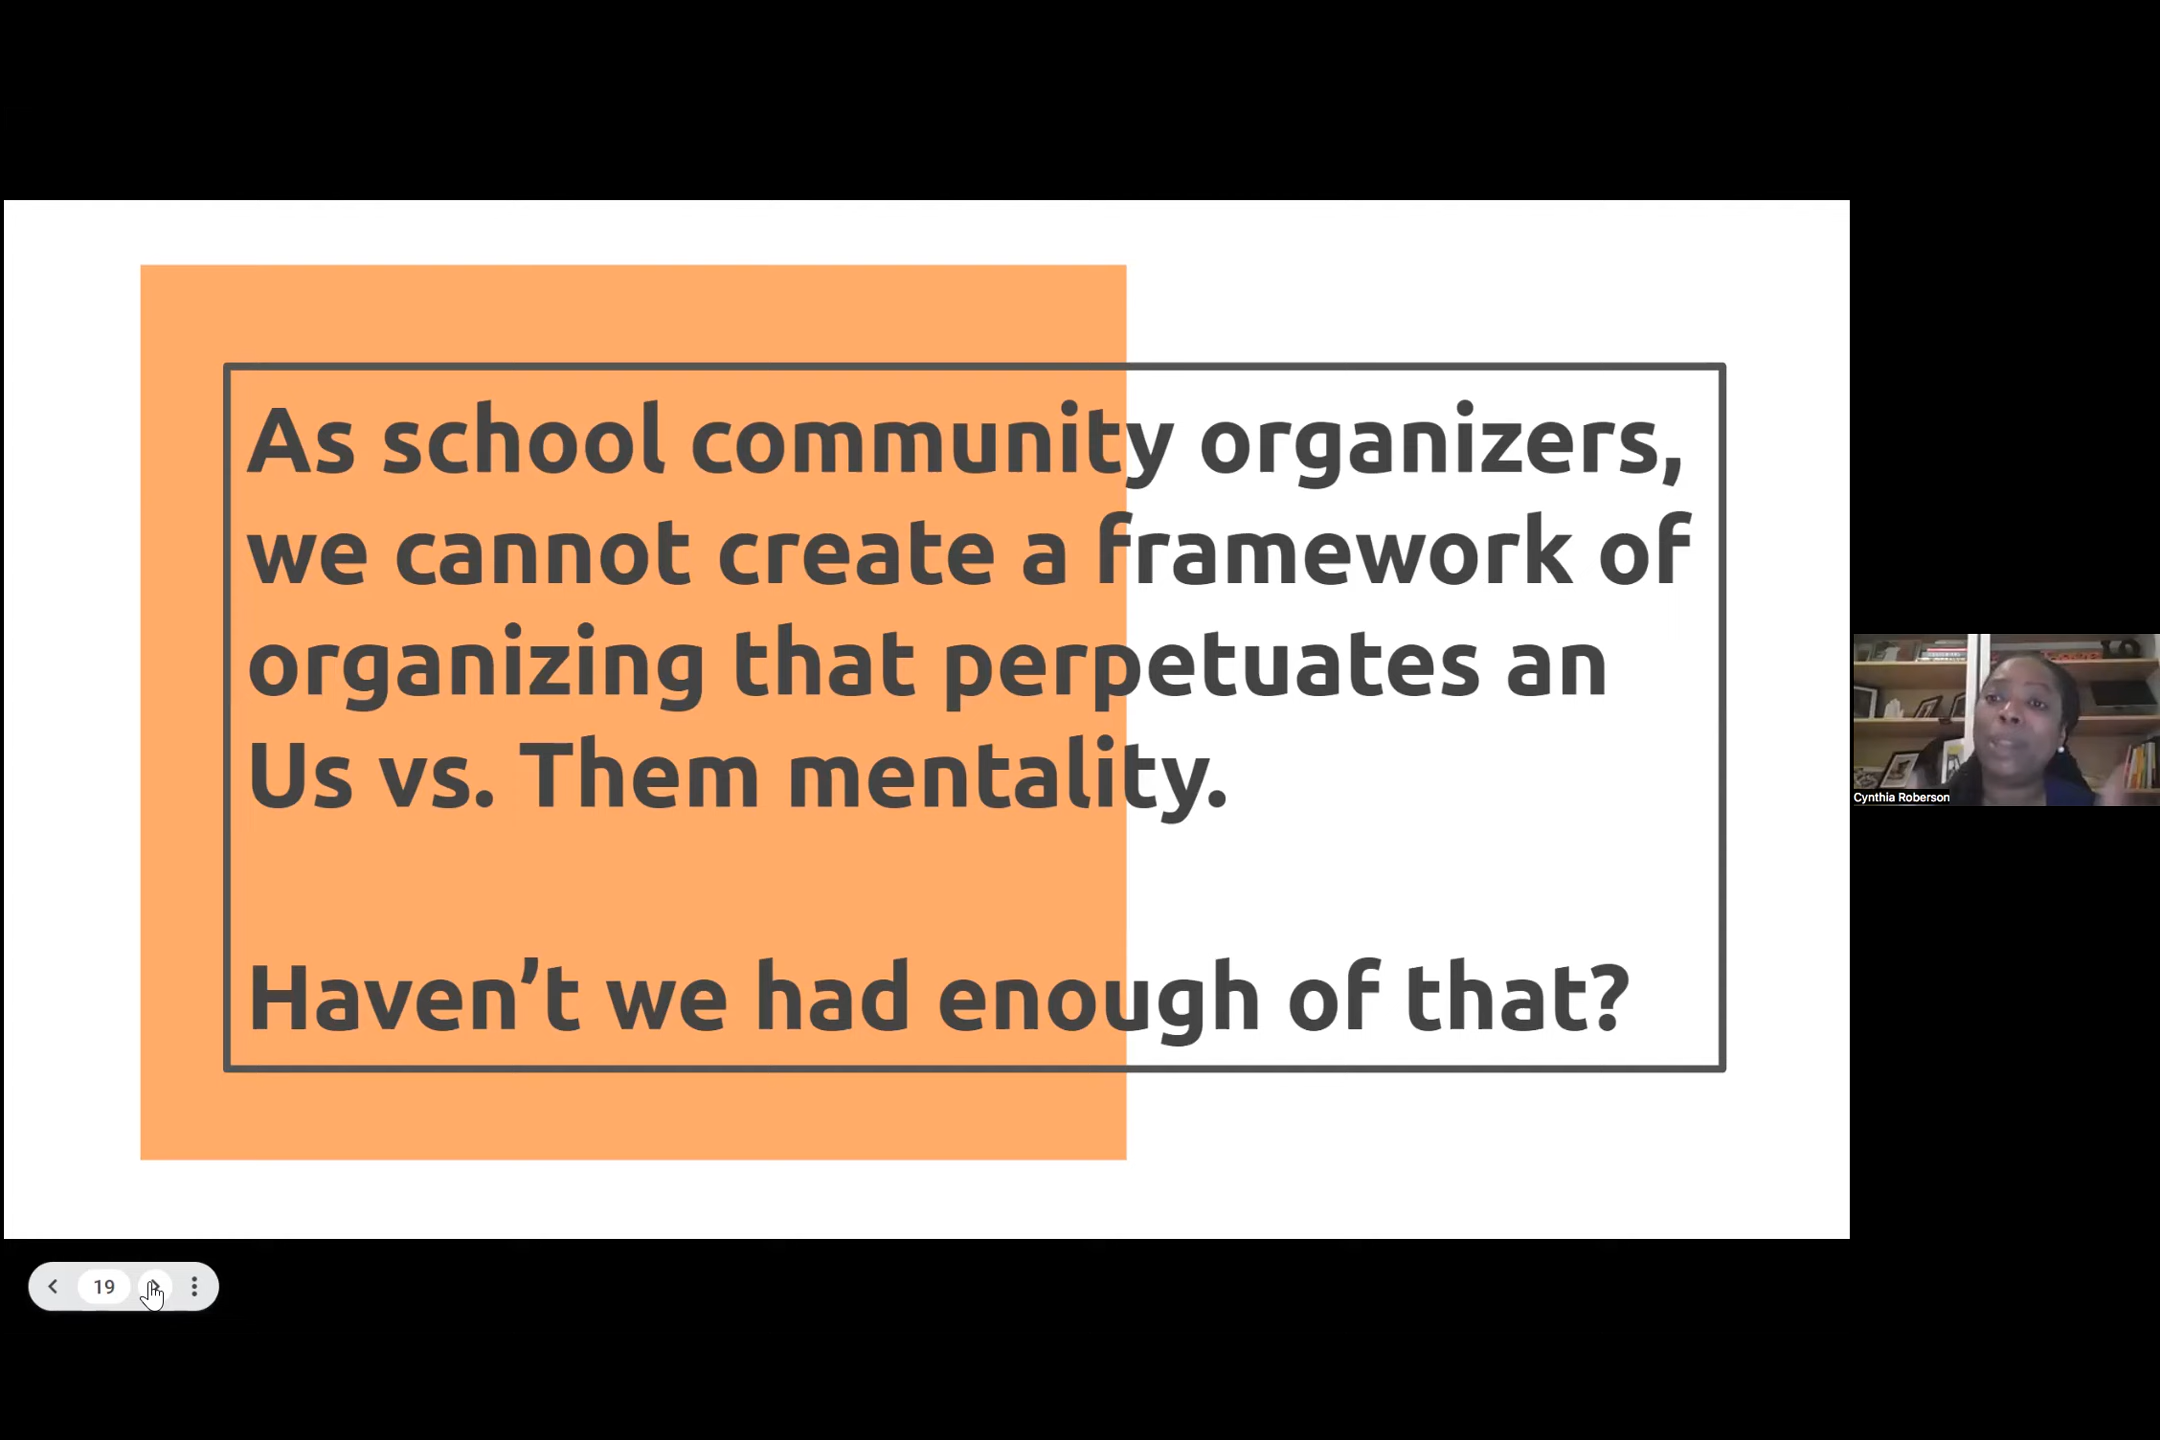 As school community organizers,
we cannot create a framework of
organizing that perpetuates an
Us vs. Them mentality.
Haven’t we had enough of that?
Cynthia Roberson
19